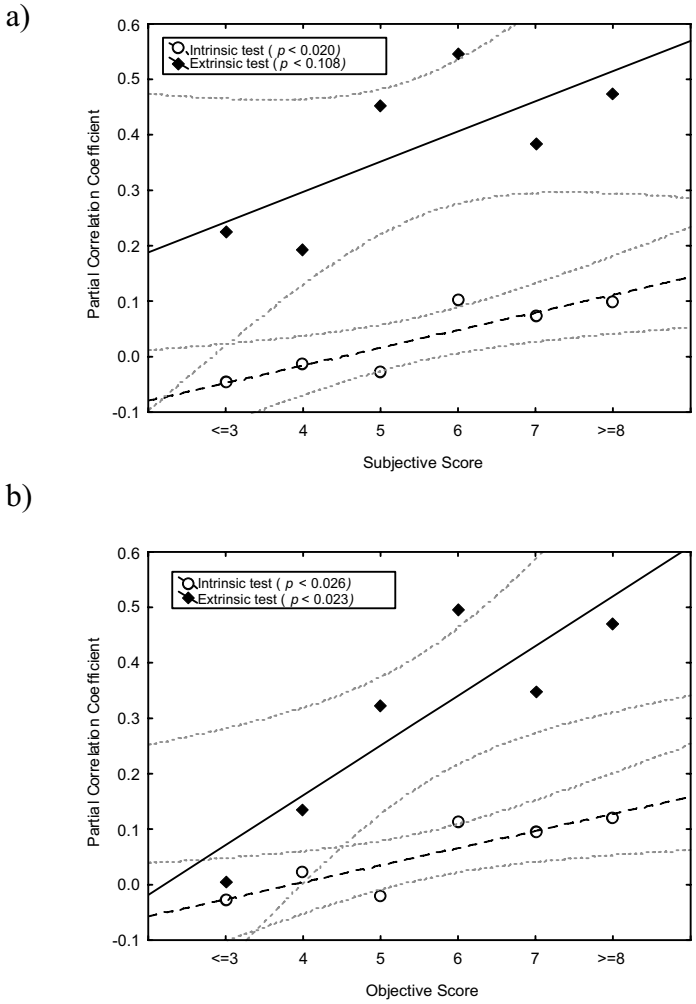 a)
0.6
Intrinsic test ( p < 0.020)
Extrinsic test ( p < 0.108)
0.5
0.4
0.3
0.2
0.1
0.0
-0.1
Partial Correlation Coefficient
<=3 4 5 6 7 >=8
Subjective Score
b)
0.6
Intrinsic test ( p < 0.026)
Extrinsic test ( p < 0.023)
0.5
0.4
0.3
0.2
0.1
0.0
-0.1
Partial Correlation Coefficient
<=3 4 5 6 7 >=8
Objective Score